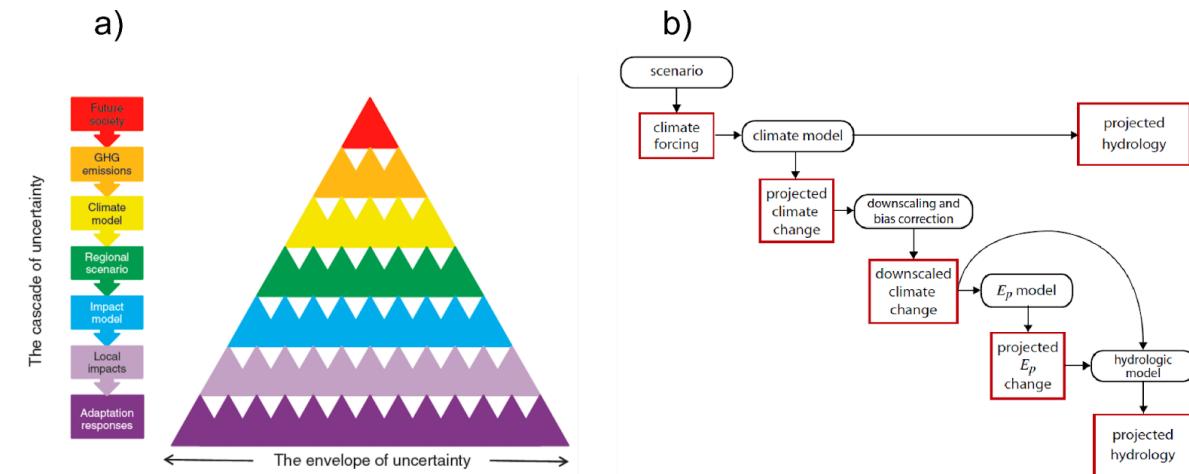 a)
The cascade of uncertainty
Future
society
GHG
emissions
Climate
model
Regional
scenario
Impact
model
Local
impacts
Adaptation
responses
The envelope of uncertainty
b)
scenario
climate
forcing
climate model
projected
hydrology
projected
climate
change
downscaling and
bias correction
downscaled
climate
change
Ep model
projected
Ep
change
hydrologic
model
projected
hydrology